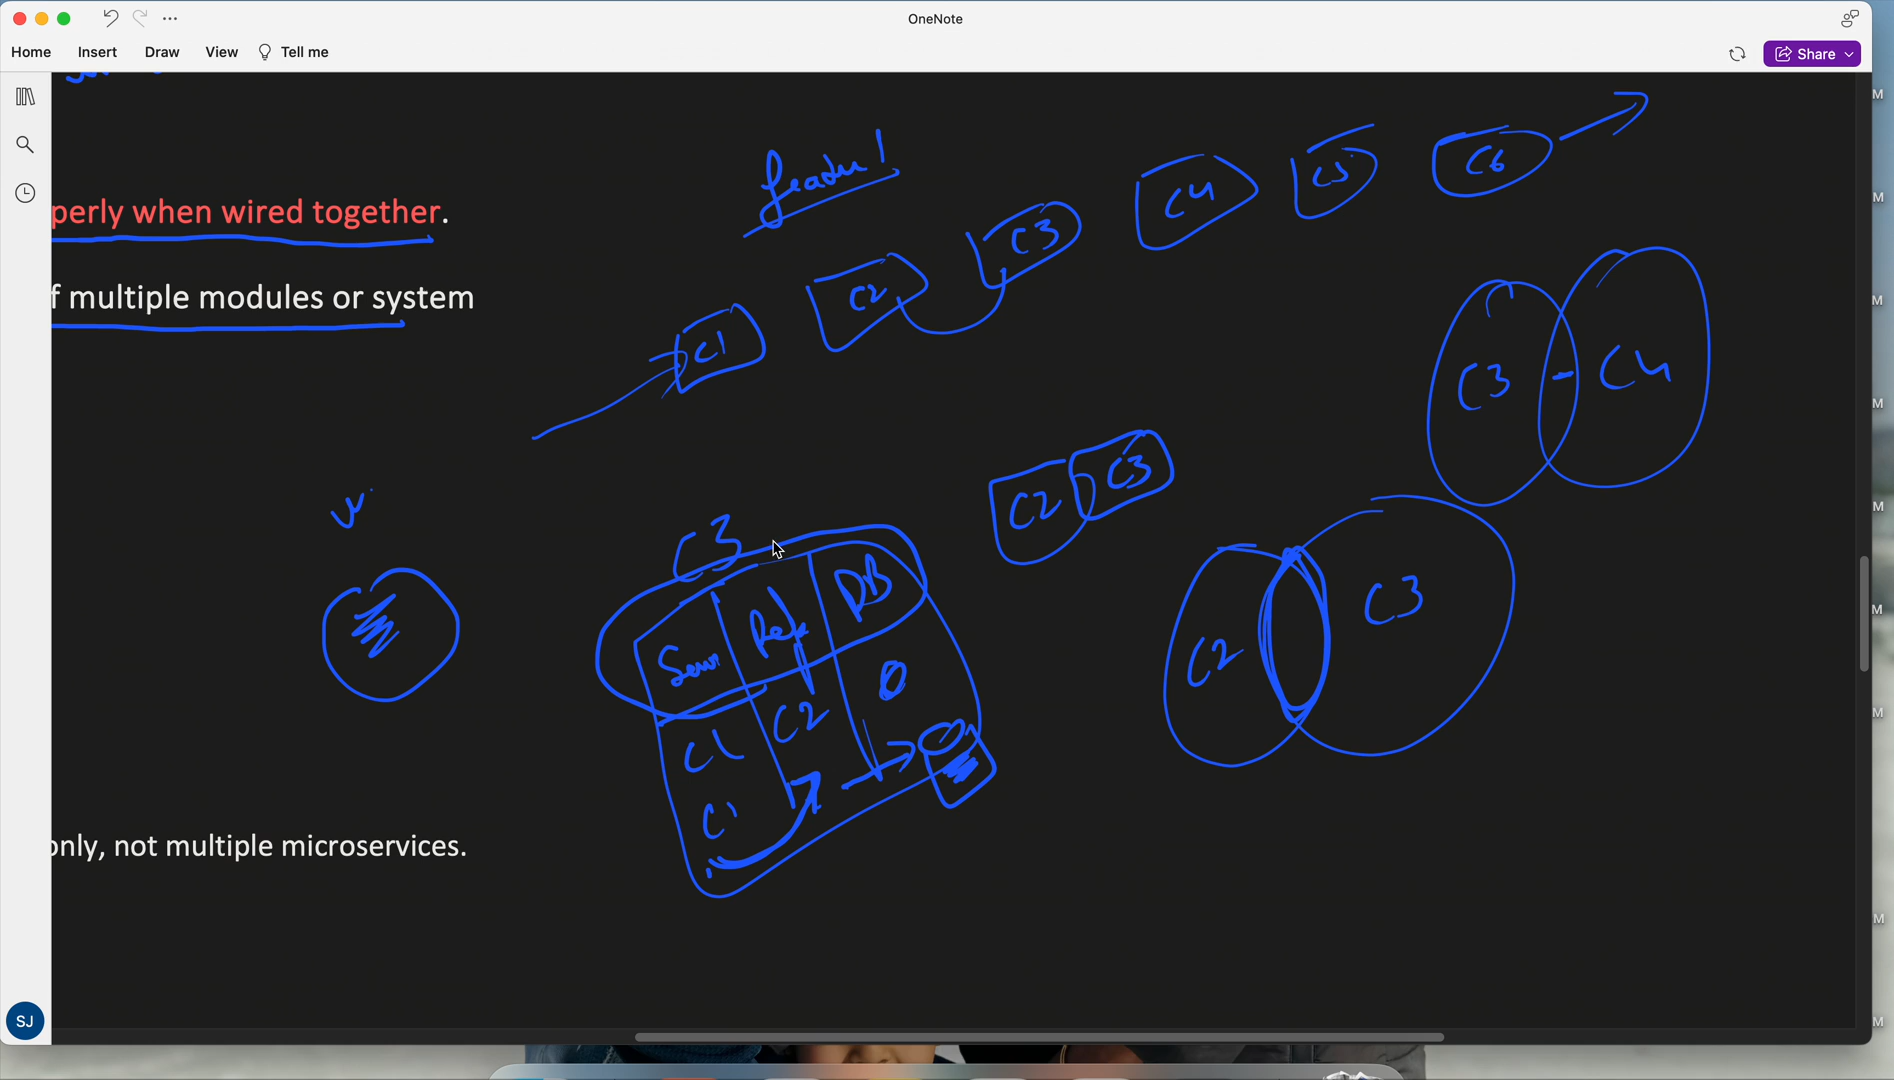 OneNote
Home Insert Draw View Tell me Share
perly when wired together.
f multiple modules or system
C1 C2 C3 C4 C5 C6
C3 - C4
C2 C3
C3
DB
C2 C3
C2
C1
C1
only, not multiple microservices.
SJ
M
M
M
M
M
M
M
M
M